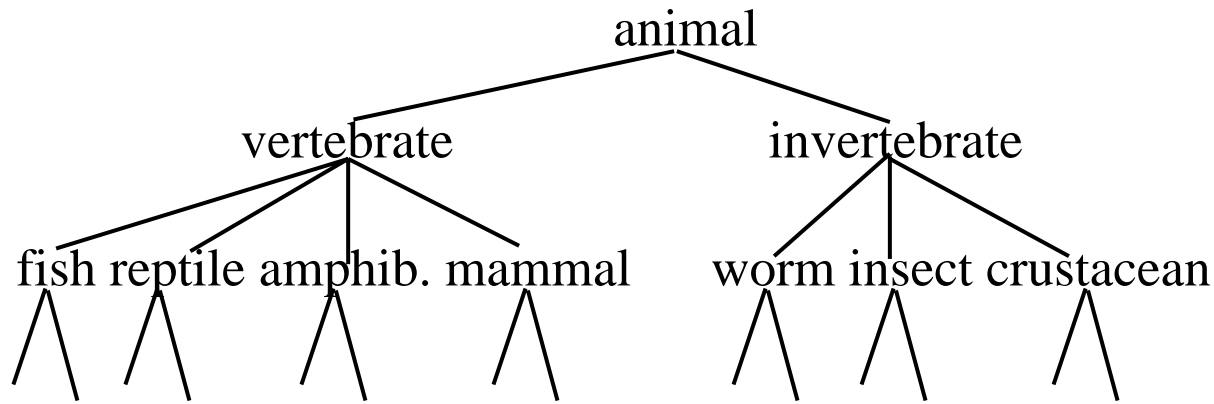 animal
vertebrate invertebrate
fish reptile amphib. mammal worm insect crustacean